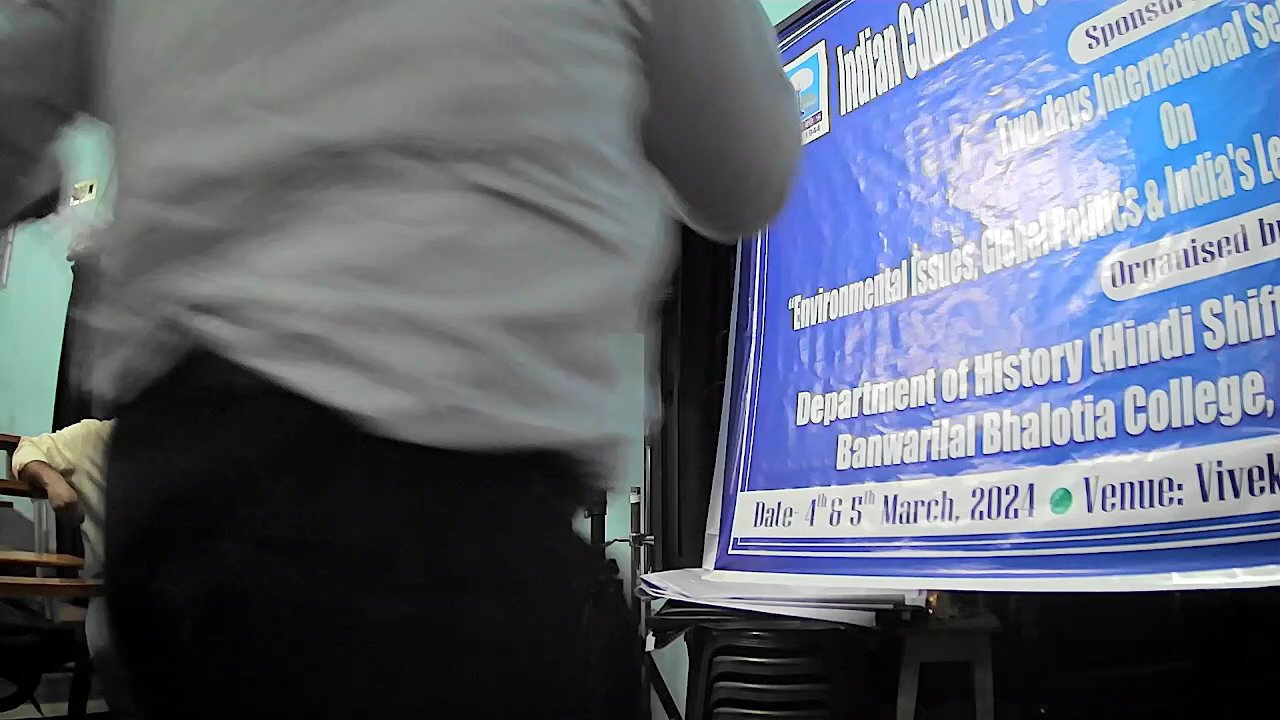 Indian Council of
1944
Sponsor
Two days International Se
On
"Environmental Issues, Global Politics & India's Le
Organised b
Department of History (Hindi Shif
Banwarilal Bhalotia College,
Date- 4th & 5th March, 2024 Venue: Vivek